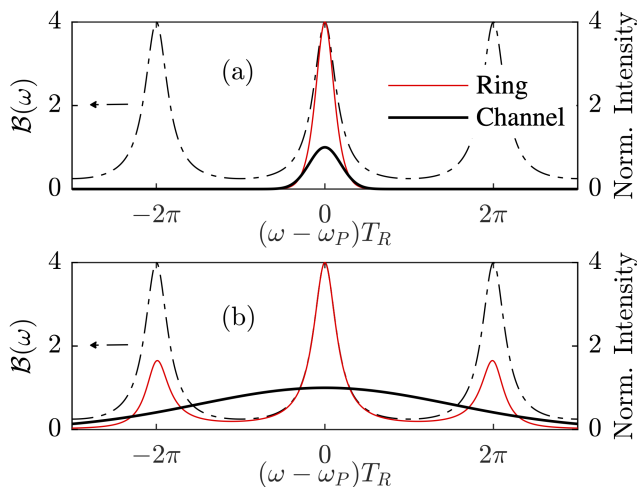 4
2
0
ℬ(ω)
(a)
Ring
Channel
4
2
0
Norm. Intensity
−2π
0
2π
(ω − ω_P)T_R
4
2
0
ℬ(ω)
(b)
4
2
0
Norm. Intensity
−2π
0
2π
(ω − ω_P)T_R